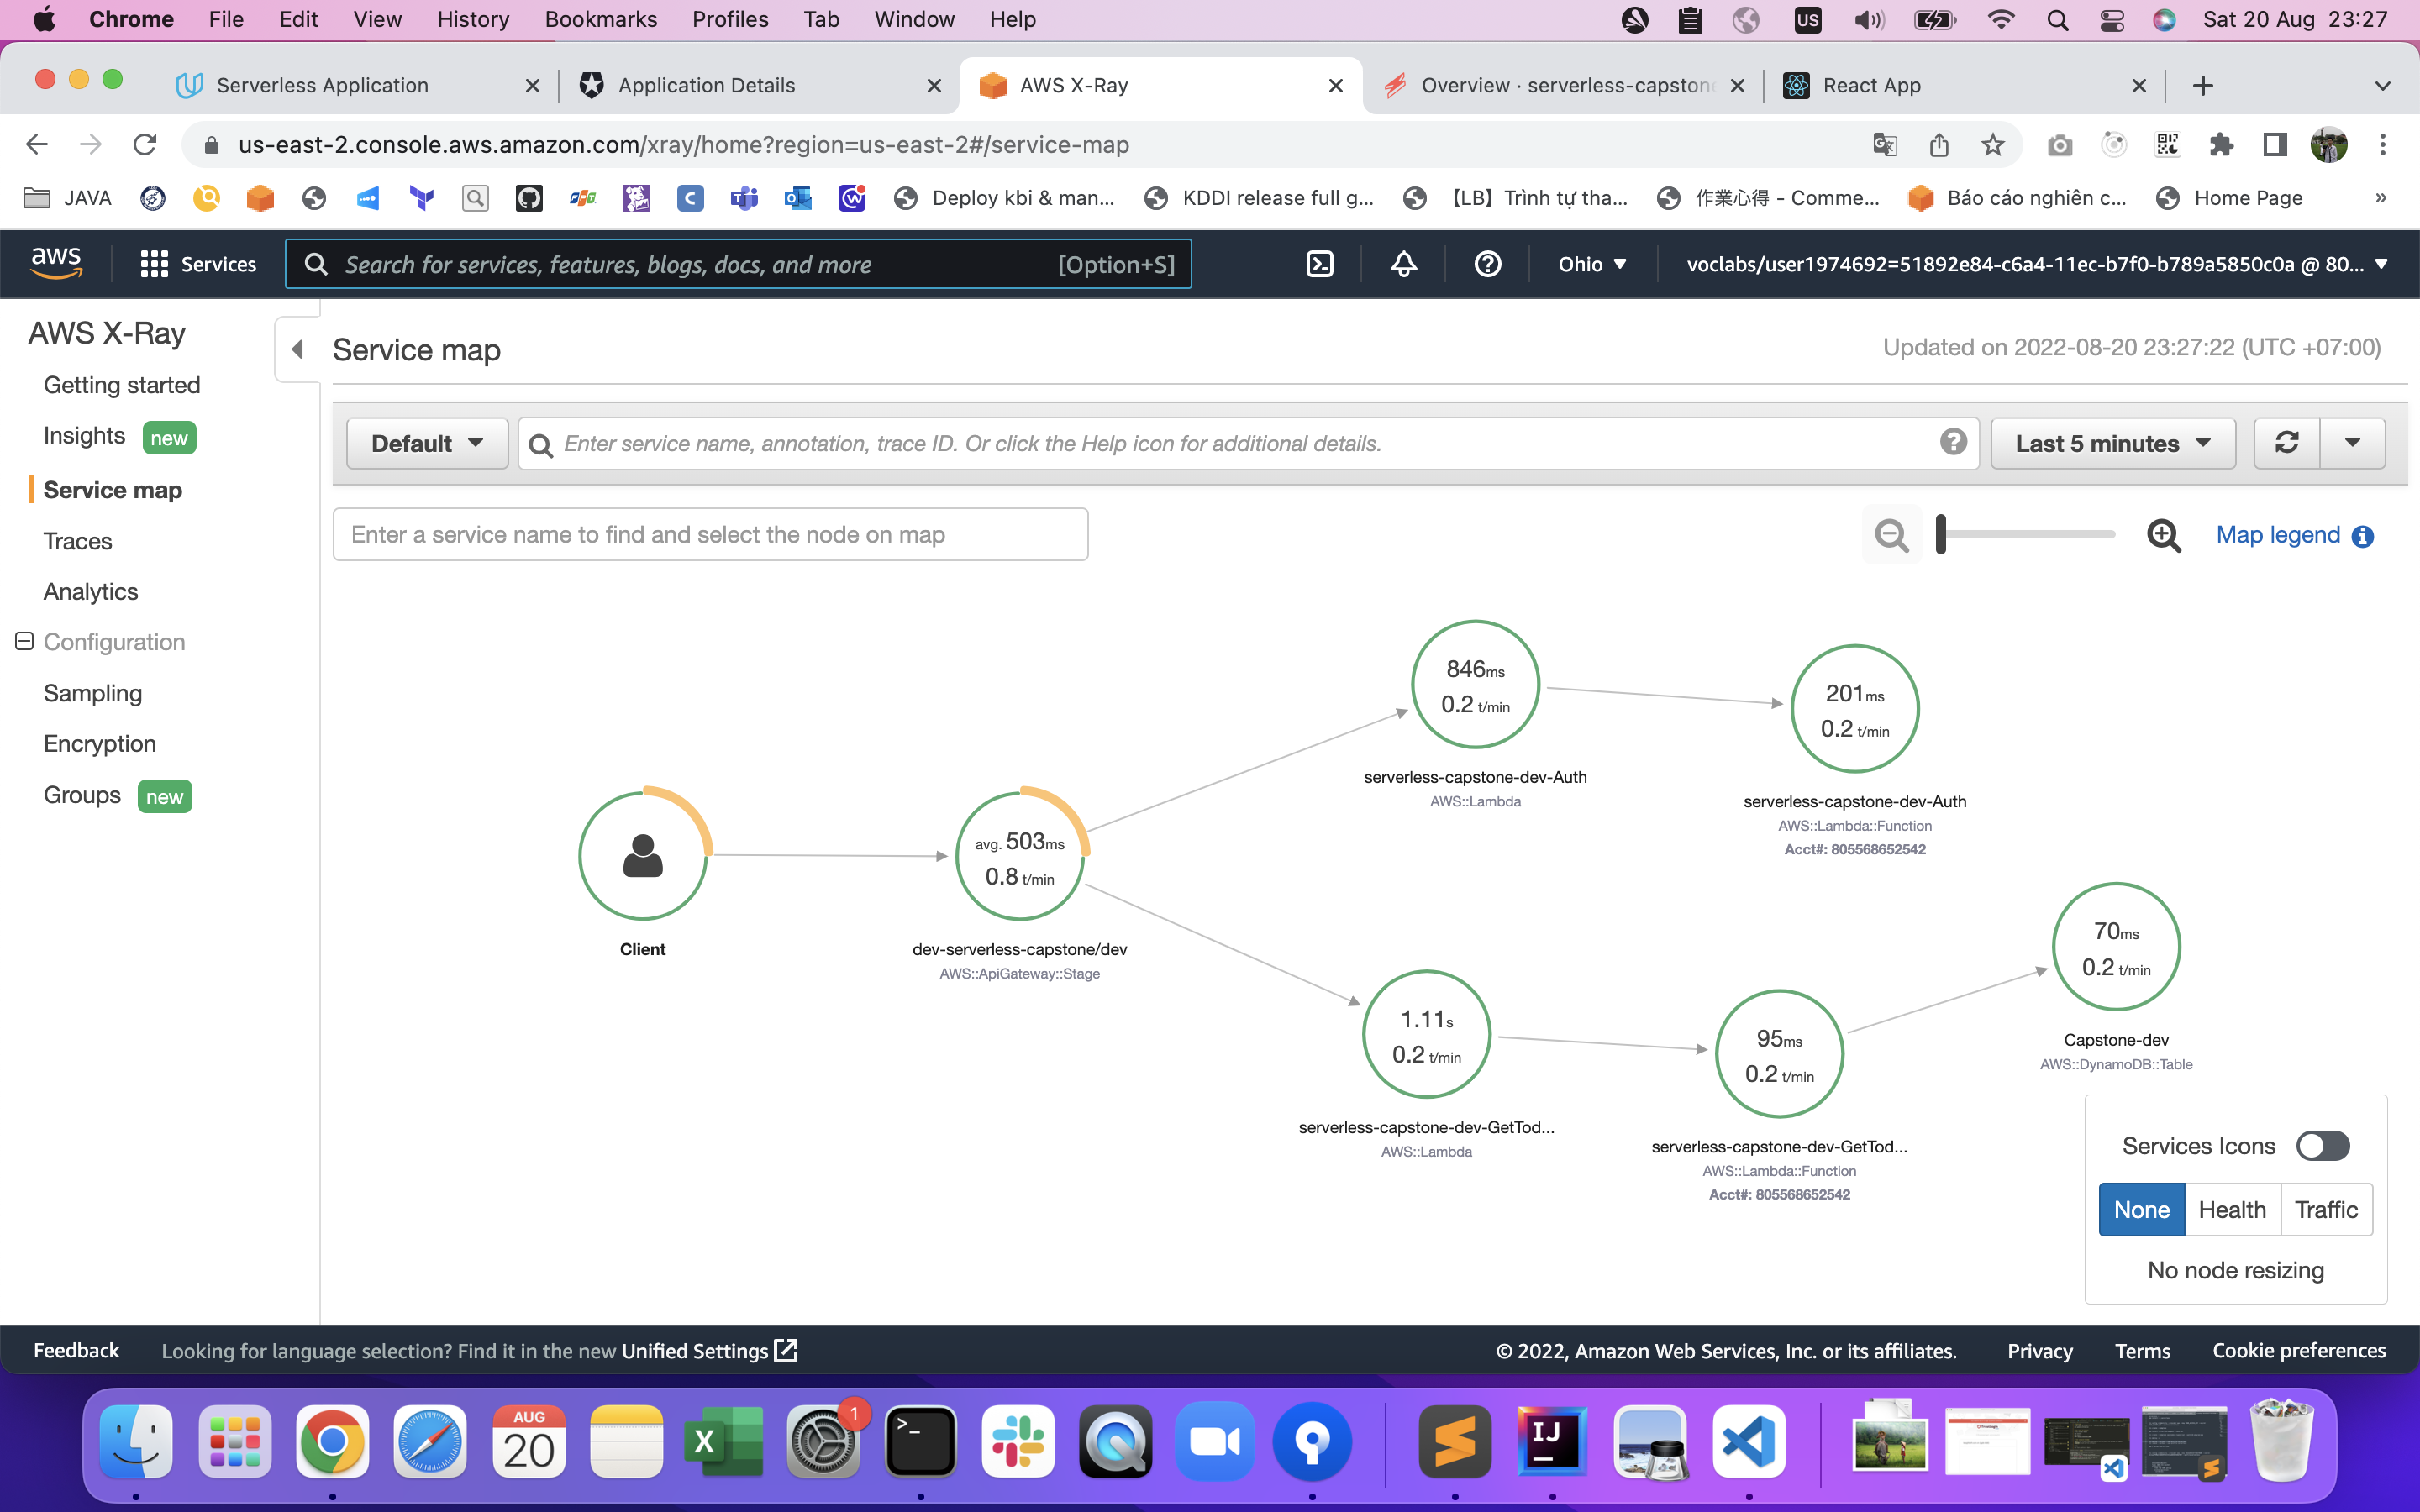 Chrome File Edit View History Bookmarks Profiles Tab Window Help US Sat 20 Aug 23:27
Serverless Application Application Details AWS X-Ray Overview · serverless-capstone React App
us-east-2.console.aws.amazon.com/xray/home?region=us-east-2#/service-map
JAVA Deploy kbi & man... KDDI release full g... 【LB】Trình tự tha... 作業心得 - Comme... Báo cáo nghiên c... Home Page »
aws Services Search for services, features, blogs, docs, and more [Option+S] Ohio voclabs/user1974692=51892e84-c6a4-11ec-b7f0-b789a5850c0a @ 80...
AWS X-Ray
Getting started
Insights new
Service map
Traces
Analytics
Configuration
Sampling
Encryption
Groups new
Service map Updated on 2022-08-20 23:27:22 (UTC +07:00)
Default Enter service name, annotation, trace ID. Or click the Help icon for additional details. Last 5 minutes
Enter a service name to find and select the node on map Map legend
Client
avg. 503ms
0.8 t/min
dev-serverless-capstone/dev
AWS::ApiGateway::Stage
846ms
0.2 t/min
serverless-capstone-dev-Auth
AWS::Lambda
201ms
0.2 t/min
serverless-capstone-dev-Auth
AWS::Lambda::Function
Acct#: 805568652542
1.11s
0.2 t/min
serverless-capstone-dev-GetTod...
AWS::Lambda
95ms
0.2 t/min
serverless-capstone-dev-GetTod...
AWS::Lambda::Function
Acct#: 805568652542
70ms
0.2 t/min
Capstone-dev
AWS::DynamoDB::Table
Services Icons
None Health Traffic
No node resizing
Feedback Looking for language selection? Find it in the new Unified Settings © 2022, Amazon Web Services, Inc. or its affiliates. Privacy Terms Cookie preferences
AUG
20
1
IJ